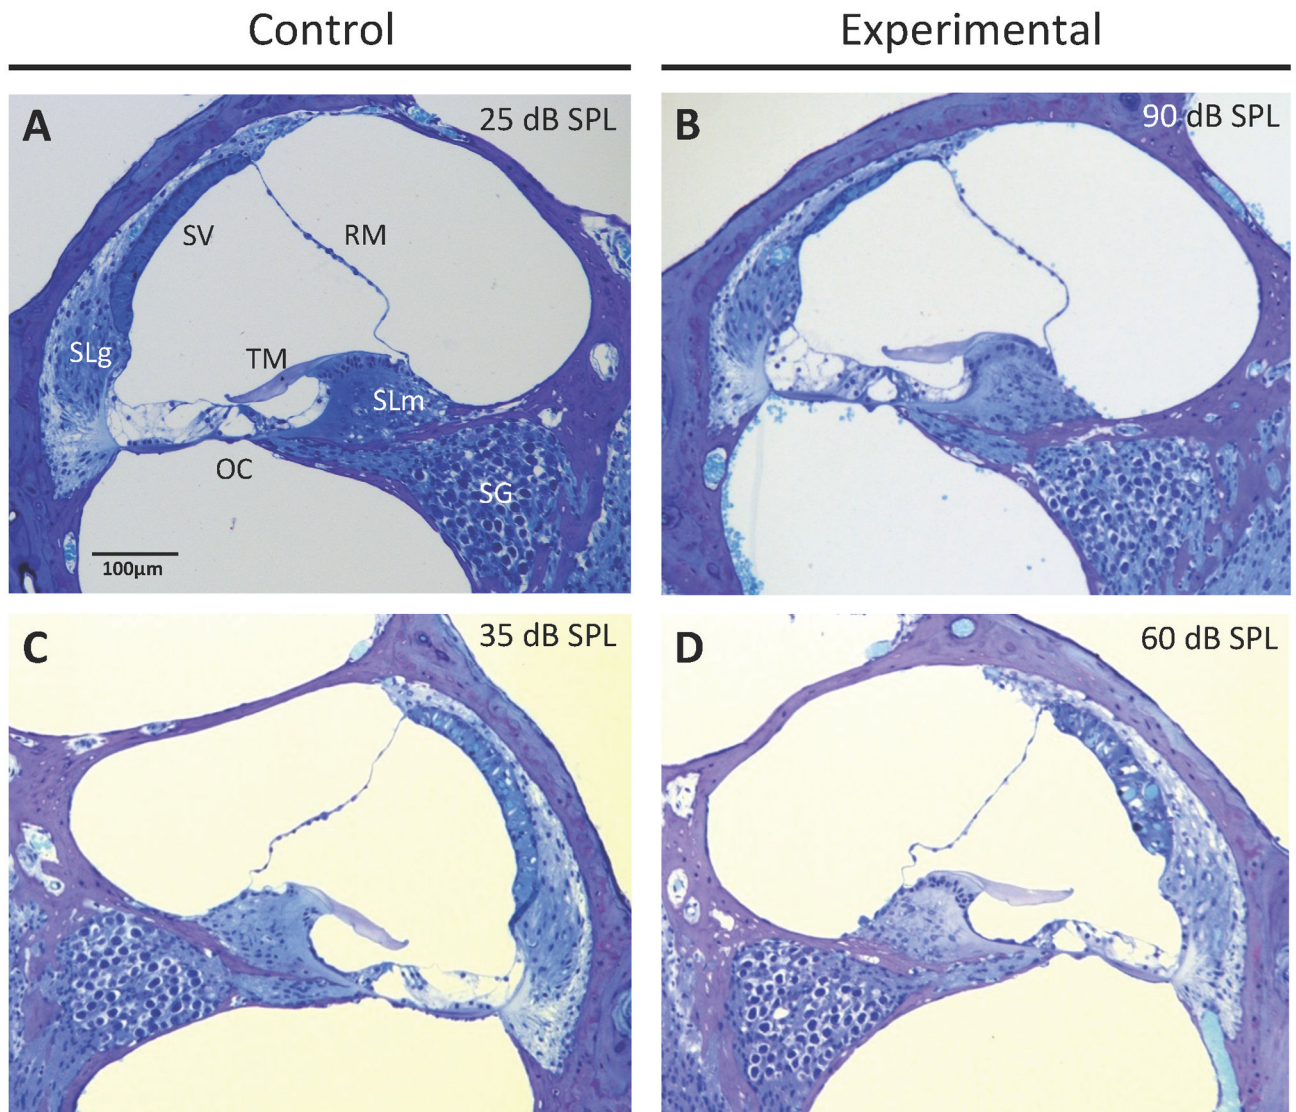 Control
Experimental
A
25 dB SPL
B
90 dB SPL
SV
RM
SLg
TM
SLm
OC
SG
100μm
C
35 dB SPL
D
60 dB SPL